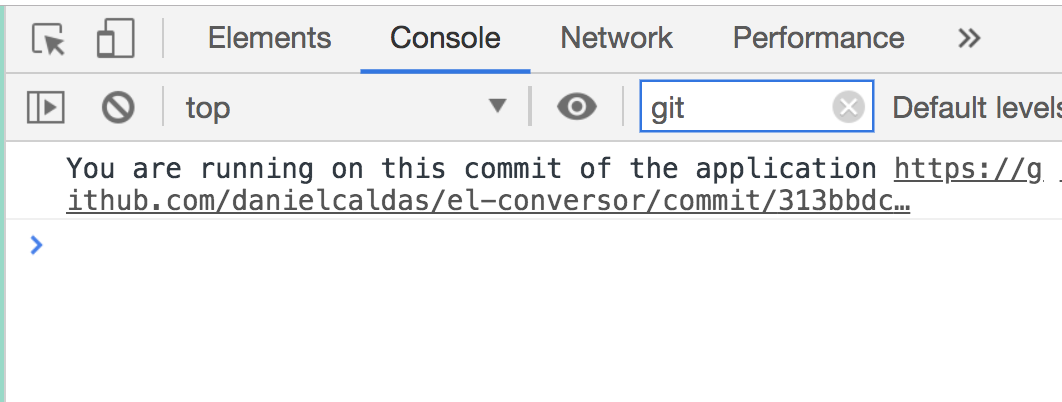 Elements Console Network Performance »
top git Default levels
You are running on this commit of the application https://g
ithub.com/danielcaldas/el-conversor/commit/313bbdc…